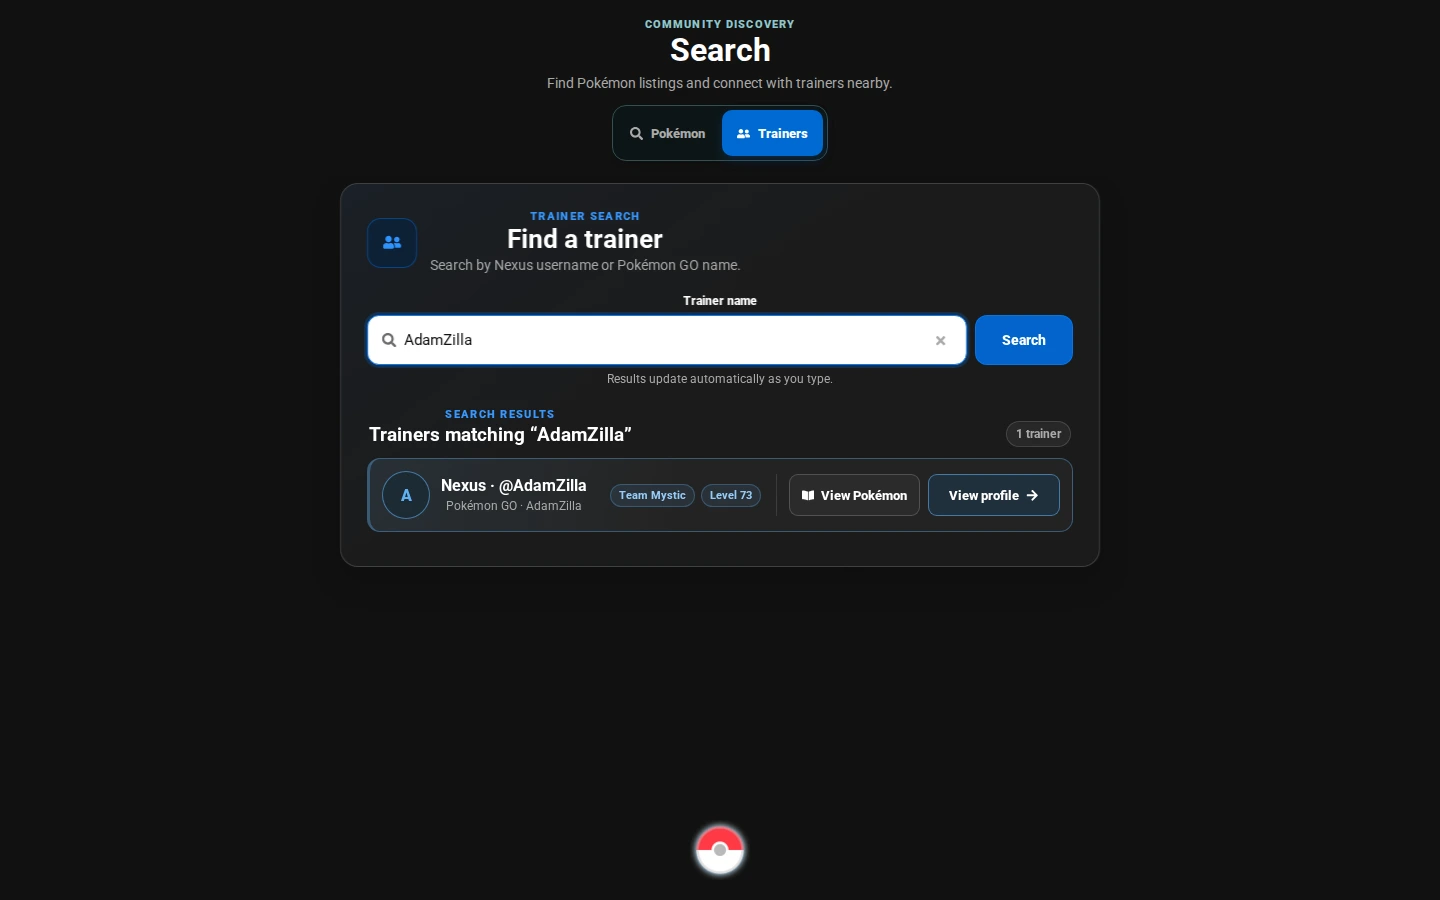 COMMUNITY DISCOVERY
Search
Find Pokémon listings and connect with trainers nearby.
Pokémon
Trainers
TRAINER SEARCH
Find a trainer
Search by Nexus username or Pokémon GO name.
Trainer name
AdamZilla
Search
Results update automatically as you type.
SEARCH RESULTS
Trainers matching “AdamZilla”
1 trainer
A
Nexus · @AdamZilla
Pokémon GO · AdamZilla
Team Mystic
Level 73
View Pokémon
View profile